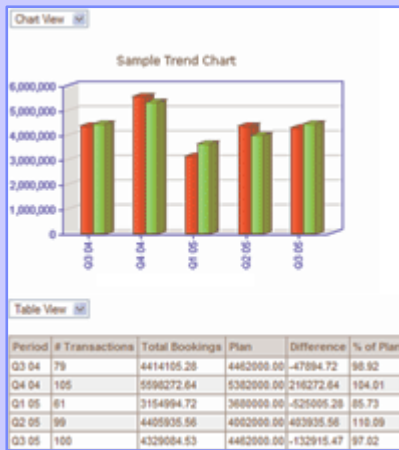 Chart View
Sample Trend Chart
6,000,000
5,000,000
4,000,000
3,000,000
2,000,000
1,000,000
0
Q3 04 Q4 04 Q1 05 Q2 05 Q3 05
Table View
Period # Transactions Total Bookings Plan Difference % of Plan
Q3 04 79 4414105.28 4462000.00 -47894.72 98.92
Q4 04 105 5598272.64 5382000.00 216272.64 104.01
Q1 05 61 3154994.72 3680000.00 -525005.28 85.73
Q2 05 99 4405935.56 4002000.00 403935.56 110.09
Q3 05 100 4329084.53 4462000.00 -132915.47 97.02